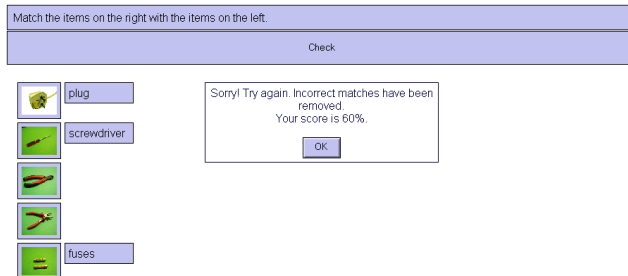 Match the items on the right with the items on the left.
Check
plug
Sorry! Try again. Incorrect matches have been
removed.
Your score is 60%.
OK
screwdriver
fuses